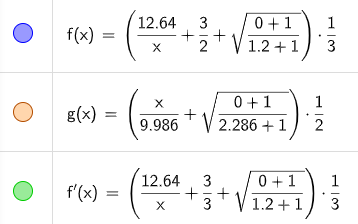 f(x) = (12.64/x + 3/2 + √((0 + 1)/(1.2 + 1))) · 1/3
g(x) = (x/9.986 + √((0 + 1)/(2.286 + 1))) · 1/2
f′(x) = (12.64/x + 3/3 + √((0 + 1)/(1.2 + 1))) · 1/3